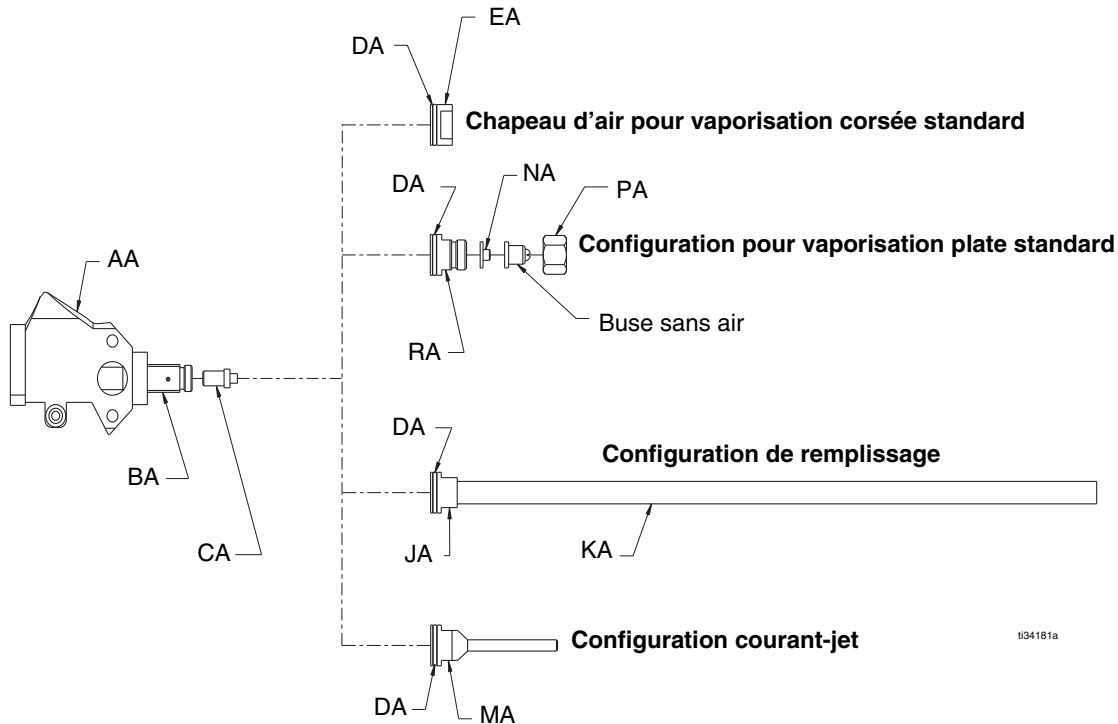 EA
DA
Chapeau d'air pour vaporisation corsée standard
NA
DA
PA
Configuration pour vaporisation plate standard
AA
Buse sans air
RA
DA
Configuration de remplissage
BA
CA
JA
KA
Configuration courant-jet
ti34181a
DA
MA